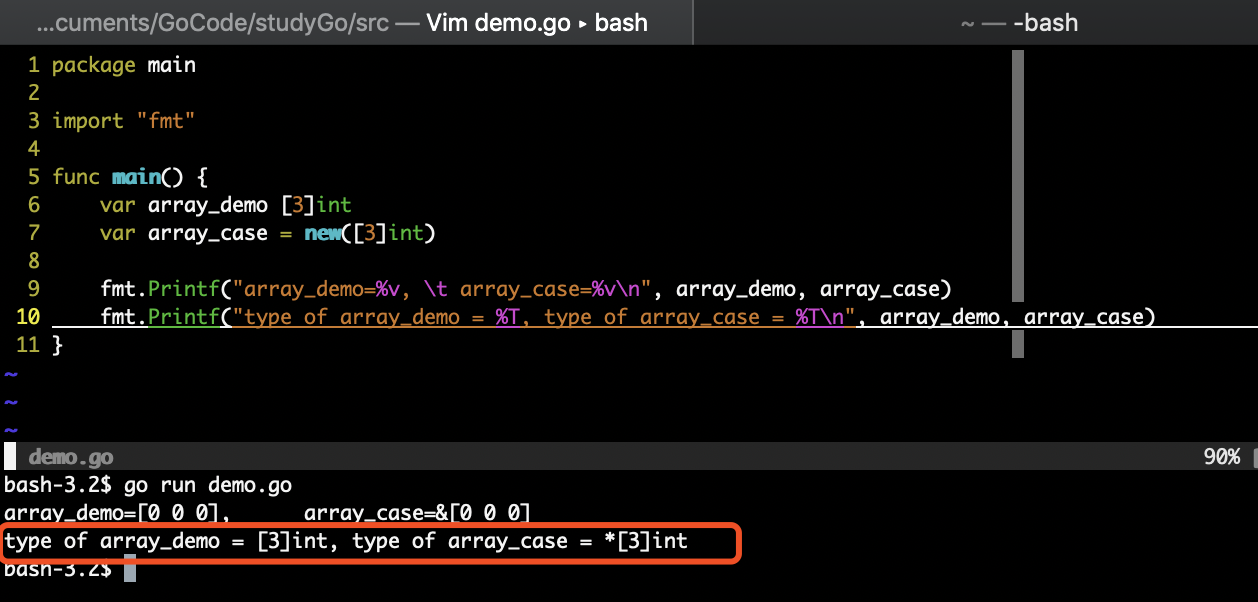 ...cuments/GoCode/studyGo/src — Vim demo.go ▸ bash
~ — -bash
1 package main
2
3 import "fmt"
4
5 func main() {
6     var array_demo [3]int
7     var array_case = new([3]int)
8
9     fmt.Printf("array_demo=%v, \t array_case=%v\n", array_demo, array_case)
10     fmt.Printf("type of array_demo = %T, type of array_case = %T\n", array_demo, array_case)
11 }
~
~
~
demo.go 90%
bash-3.2$ go run demo.go
array_demo=[0 0 0],      array_case=&[0 0 0]
type of array_demo = [3]int, type of array_case = *[3]int
bash-3.2$